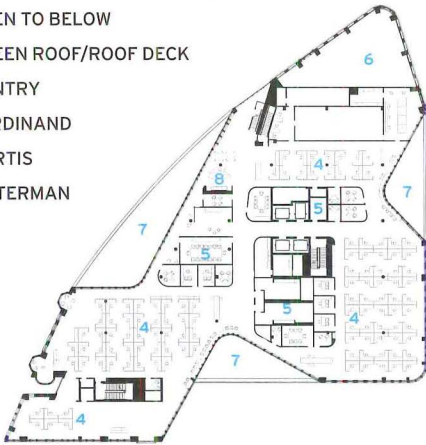 EN TO BELOW
EEN ROOF/ROOF DECK
NTRY
RDINAND
RTIS
TERMAN
6
4
8
7
5
7
5
4
5
4
7
4